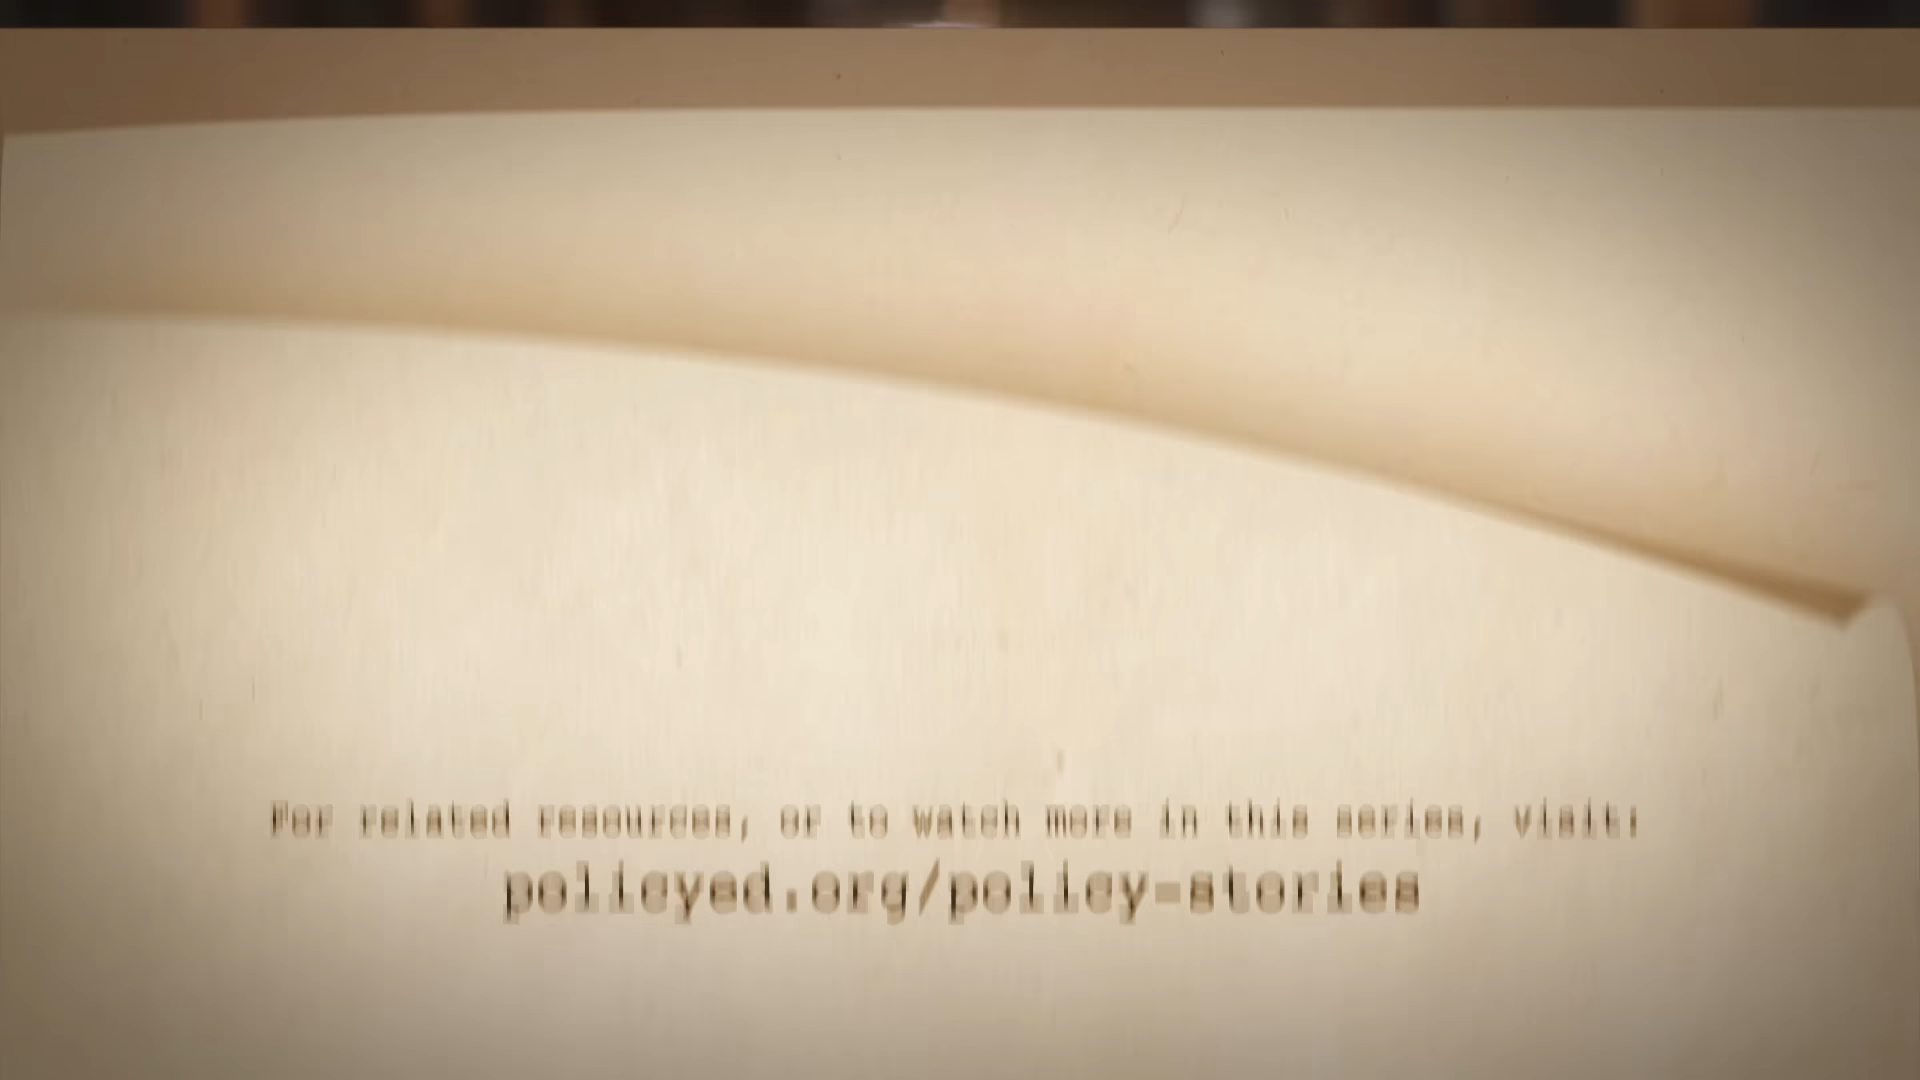 For related resources, or to watch more in this series, visit:
policyed.org/policy-stories